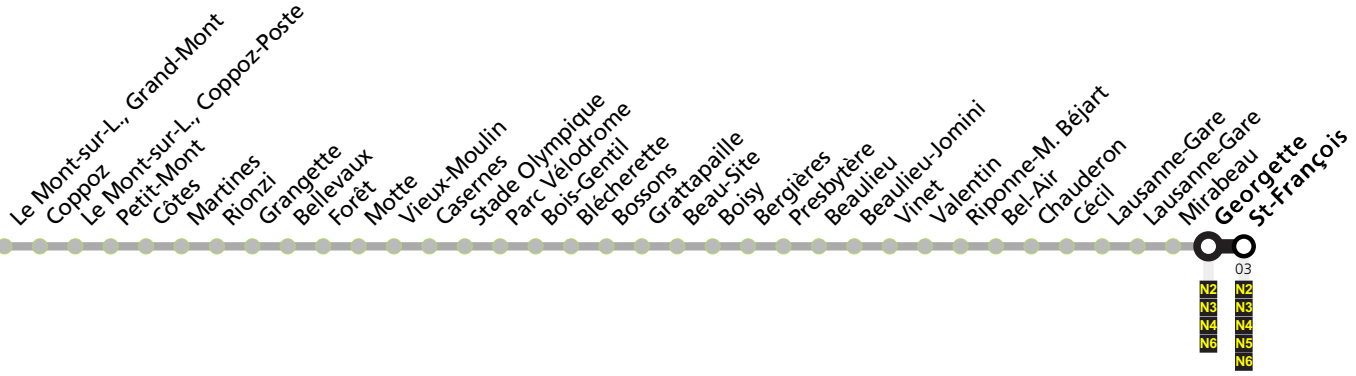 Le Mont-sur-L., Grand-Mont
Coppoz
Le Mont-sur-L., Coppoz-Poste
Petit-Mont
Côtes
Martines
Rionzi
Grangette
Bellevaux
Forêt
Motte
Vieux-Moulin
Casernes
Stade Olympique
Parc Vélodrome
Bois-Gentil
Blécherette
Bossons
Grattapaille
Beau-Site
Boisy
Bergières
Presbytère
Beaulieu
Beaulieu-Jomini
Vinet
Valentin
Riponne-M. Béjart
Bel-Air
Chauderon
Cécil
Lausanne-Gare
Lausanne-Gare
Mirabeau
Georgette
St-François
03
N2 N2
N3 N3
N4 N4
N6 N5
N6